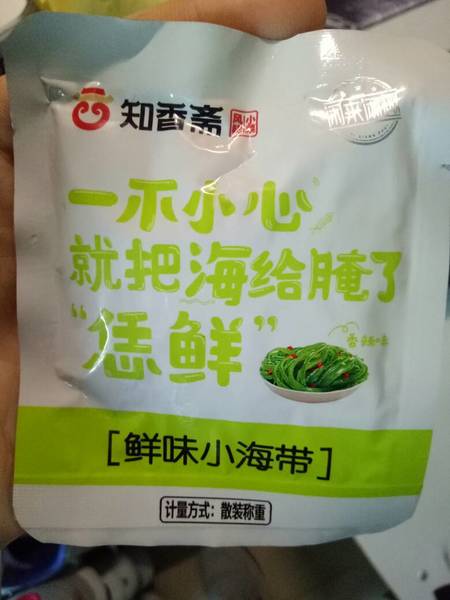 知香斋
一不小心
就把海给腌了
“恁鲜”
香辣味
[鲜味小海带]
计量方式：散装称重